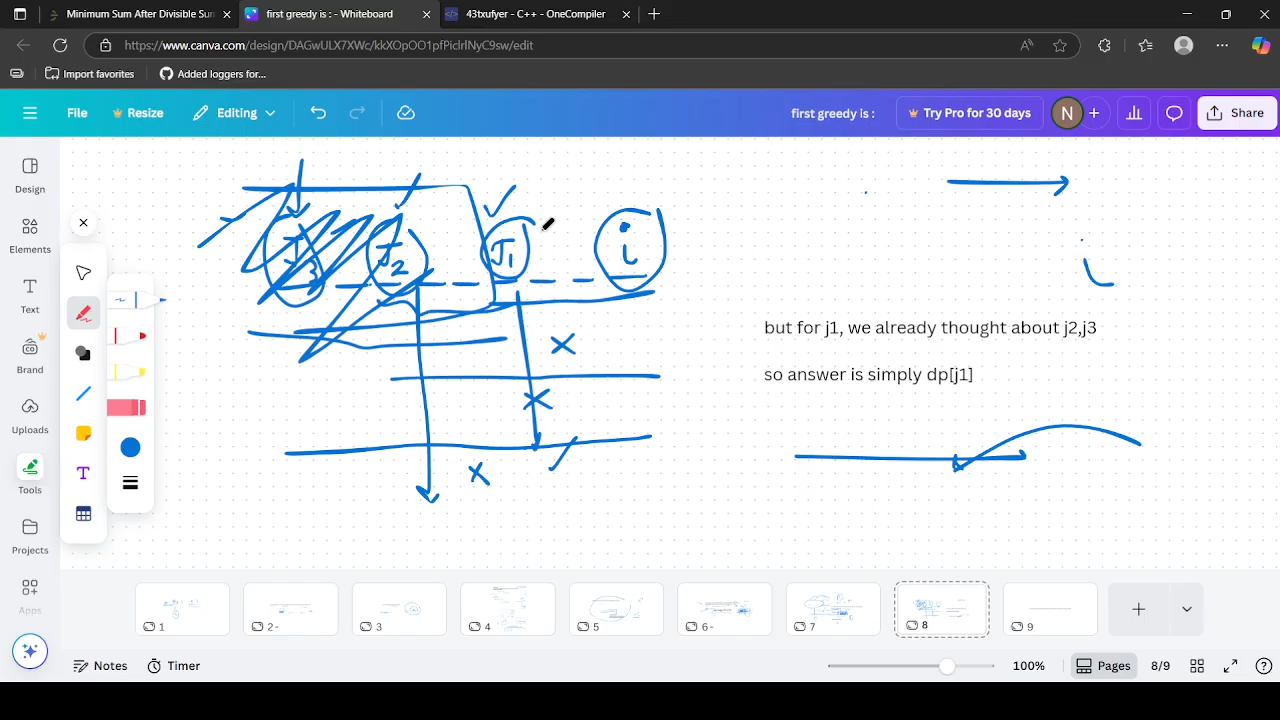 Minimum Sum After Divisible Sum
first greedy is : - Whiteboard
43txufyer - C++ - OneCompiler
https://www.canva.com/design/DAGwULX7XWc/kkXOpOO1pfPiclrlNyC9sw/edit
Import favorites
Added loggers for...
File
Resize
Editing
first greedy is :
N
Try Pro for 30 days
Share
Design
Elements
Text
Brand
Uploads
Tools
Projects
Apps
J3
J2
J1
i
but for j1, we already thought about j2,j3
so answer is simply dp[j1]
1
2-
3
4
5
6-
7
8
9
Notes
Timer
100%
Pages
8/9